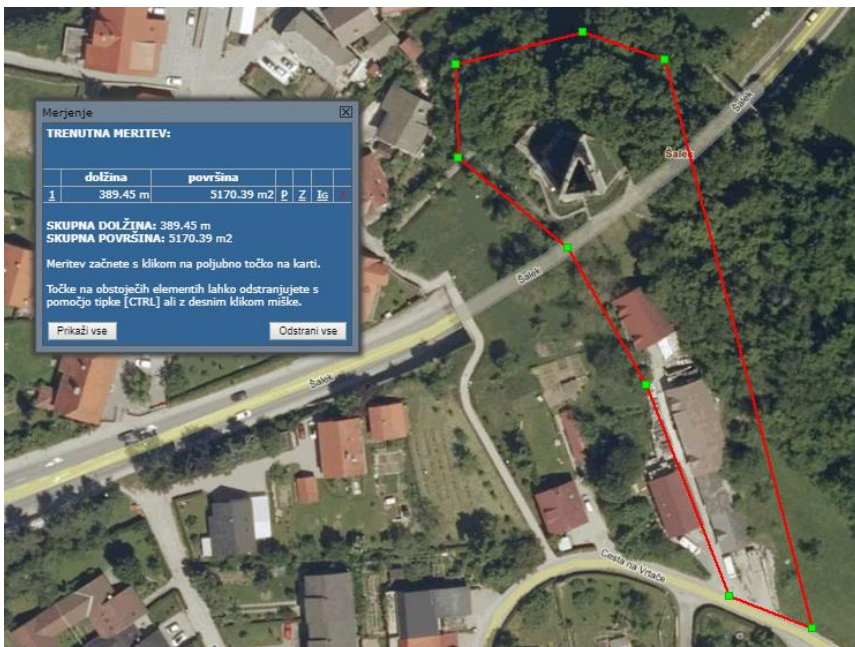 Merjenje
TRENUTNA MERITEV:
dolžina površina
1 389.45 m 5170.39 m2 P Z IG X
SKUPNA DOLŽINA: 389.45 m
SKUPNA POVRŠINA: 5170.39 m2
Meritev začnete s klikom na poljubno točko na karti.
Točke na obstoječih elementih lahko odstranjujete s
pomočjo tipke [CTRL] ali z desnim klikom miške.
Prikaži vse Odstrani vse
Šalek
Šalek
Šalek
Šalek
Cesta na Vrtače